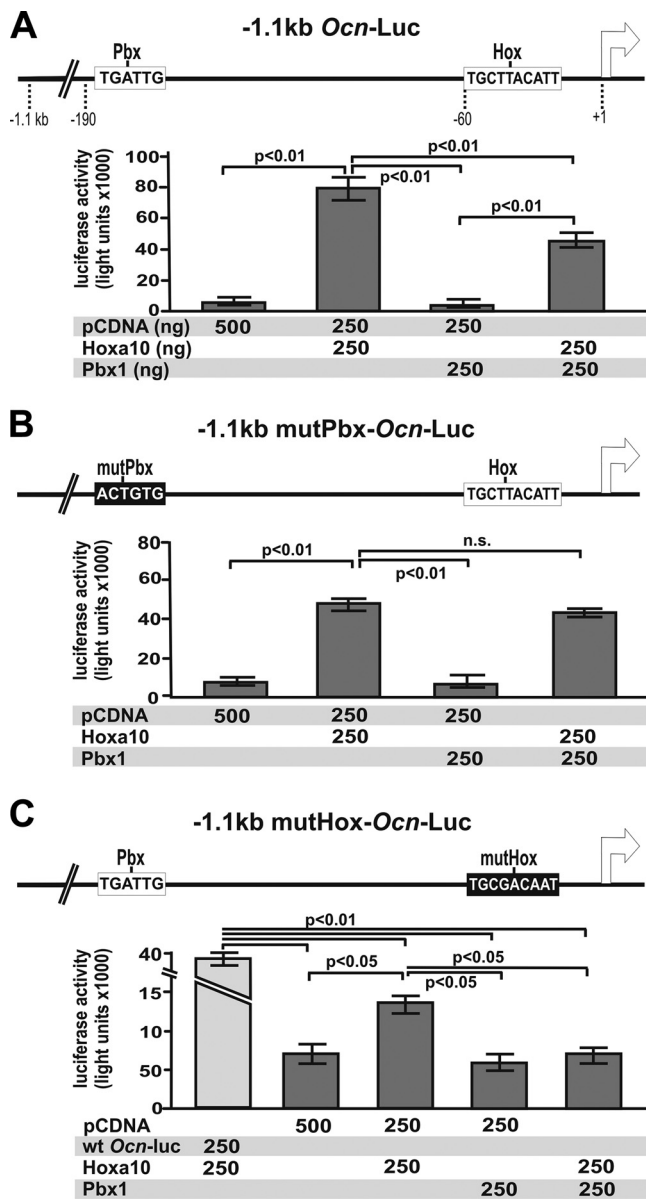 A
-1.1kb Ocn-Luc
Pbx Hox
TGATTG TGCTTACATT
-1.1 kb -190 -60 +1
luciferase activity
(light units x1000)
100
80
60
40
20
0
p<0.01 p<0.01
p<0.01
p<0.01
pCDNA (ng) 500 250 250
Hoxa10 (ng) 250 250
Pbx1 (ng) 250 250
B
-1.1kb mutPbx-Ocn-Luc
mutPbx Hox
ACTGTG TGCTTACATT
luciferase activity
(light units x1000)
80
60
40
20
0
n.s.
p<0.01
p<0.01
pCDNA 500 250 250
Hoxa10 250 250
Pbx1 250 250
C
-1.1kb mutHox-Ocn-Luc
Pbx mutHox
TGATTG TGCGACAAT
luciferase activity
(light units x1000)
40
15
10
50
0
p<0.01
p<0.05 p<0.05
p<0.05
pCDNA 500 250 250
wt Ocn-luc 250
Hoxa10 250 250 250
Pbx1 250 250